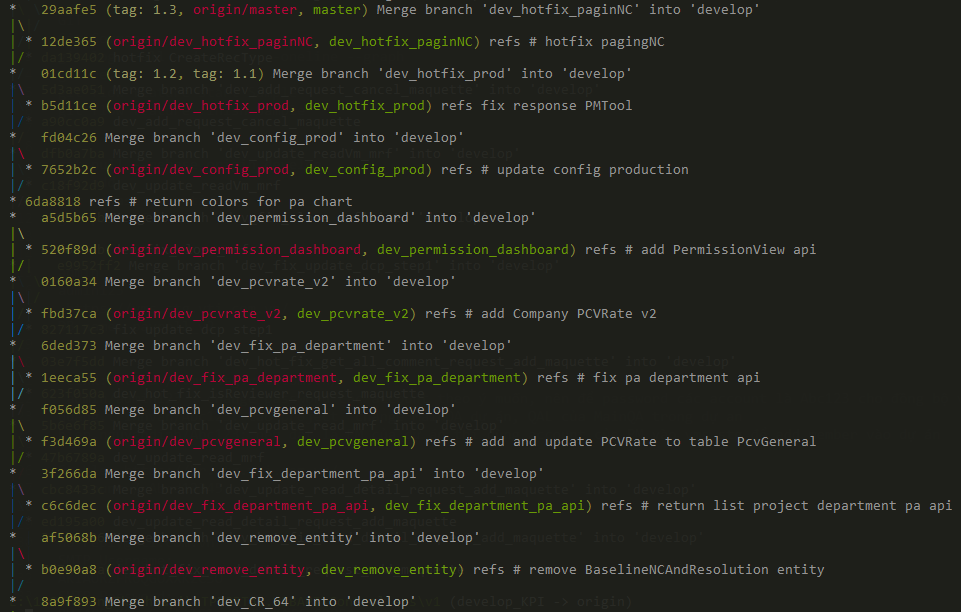 *   29aafe5 (tag: 1.3, origin/master, master) Merge branch 'dev_hotfix_paginNC' into 'develop'
|\
| * 12de365 (origin/dev_hotfix_paginNC, dev_hotfix_paginNC) refs # hotfix pagingNC
|/
*   01cd11c (tag: 1.2, tag: 1.1) Merge branch 'dev_hotfix_prod' into 'develop'
|\
| * b5d11ce (origin/dev_hotfix_prod, dev_hotfix_prod) refs fix response PMTool
|/
*   fd04c26 Merge branch 'dev_config_prod' into 'develop'
|\
| * 7652b2c (origin/dev_config_prod, dev_config_prod) refs # update config production
|/
* 6da8818 refs # return colors for pa chart
*   a5d5b65 Merge branch 'dev_permission_dashboard' into 'develop'
|\
| * 520f89d (origin/dev_permission_dashboard, dev_permission_dashboard) refs # add PermissionView api
|/
*   0160a34 Merge branch 'dev_pcvrate_v2' into 'develop'
|\
| * fbd37ca (origin/dev_pcvrate_v2, dev_pcvrate_v2) refs # add Company PCVRate v2
|/
*   6ded373 Merge branch 'dev_fix_pa_department' into 'develop'
|\
| * 1eeca55 (origin/dev_fix_pa_department, dev_fix_pa_department) refs # fix pa department api
|/
*   f056d85 Merge branch 'dev_pcvgeneral' into 'develop'
|\
| * f3d469a (origin/dev_pcvgeneral, dev_pcvgeneral) refs # add and update PCVRate to table PcvGeneral
|/
*   3f266da Merge branch 'dev_fix_department_pa_api' into 'develop'
|\
| * c6c6dec (origin/dev_fix_department_pa_api, dev_fix_department_pa_api) refs # return list project department pa api
|/
*   af5068b Merge branch 'dev_remove_entity' into 'develop'
|\
| * b0e90a8 (origin/dev_remove_entity, dev_remove_entity) refs # remove BaselineNCAndResolution entity
|/
*   8a9f893 Merge branch 'dev_CR_64' into 'develop'